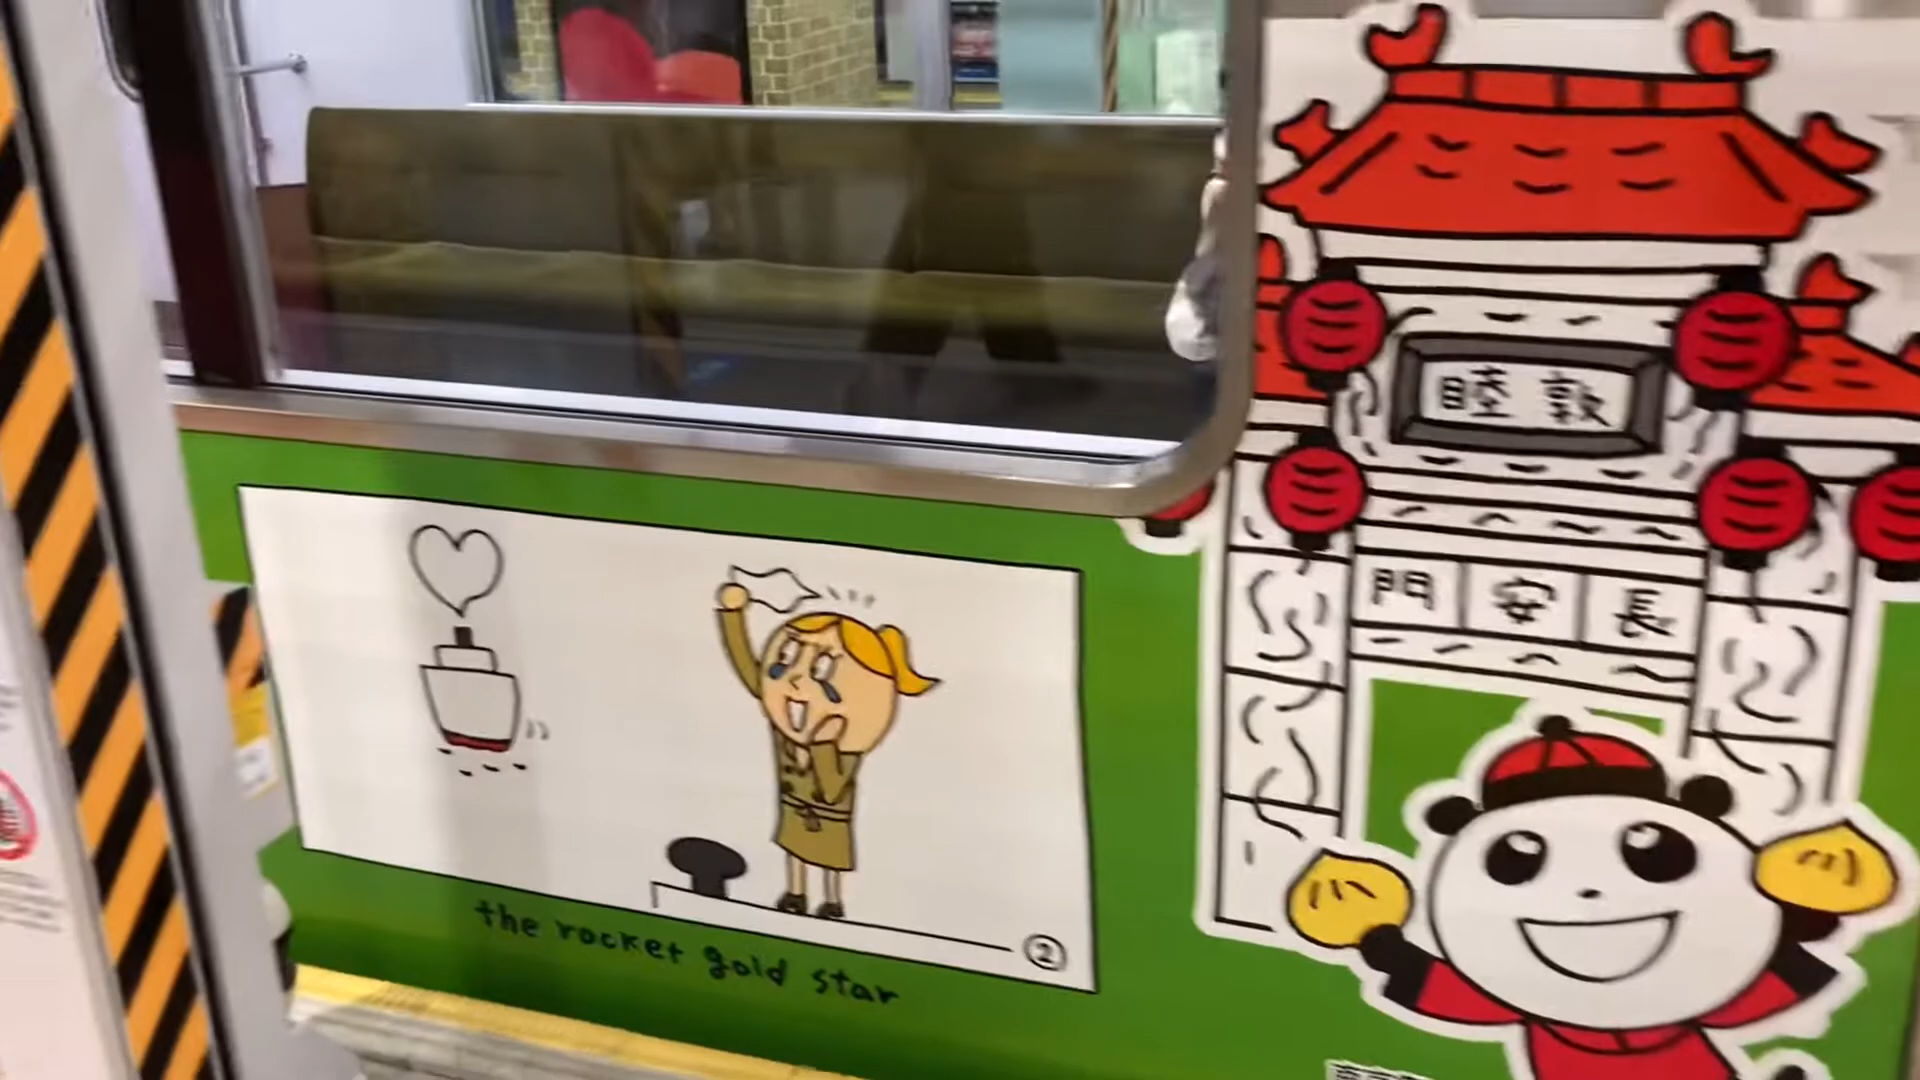 睦 敦
門 安 長
②
the rocket gold star